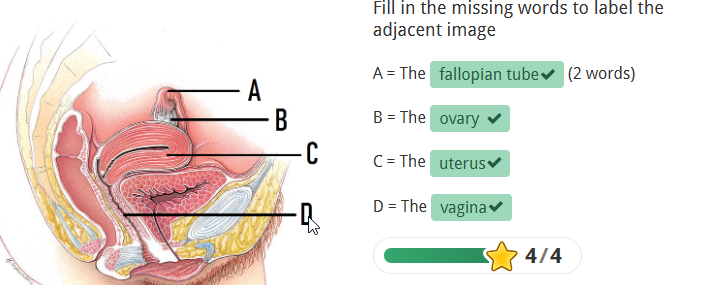 Fill in the missing words to label the
adjacent image
A
B
C
D
A = The fallopian tube✔ (2 words)
B = The ovary ✔
C = The uterus✔
D = The vagina✔
4/4